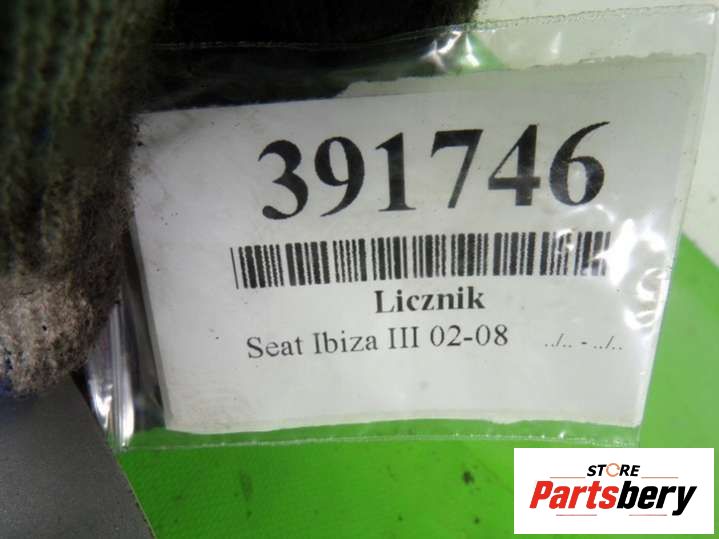 391746
Licznik
Seat Ibiza III 02-08 ../.. - ../..
STORE
Partsbery